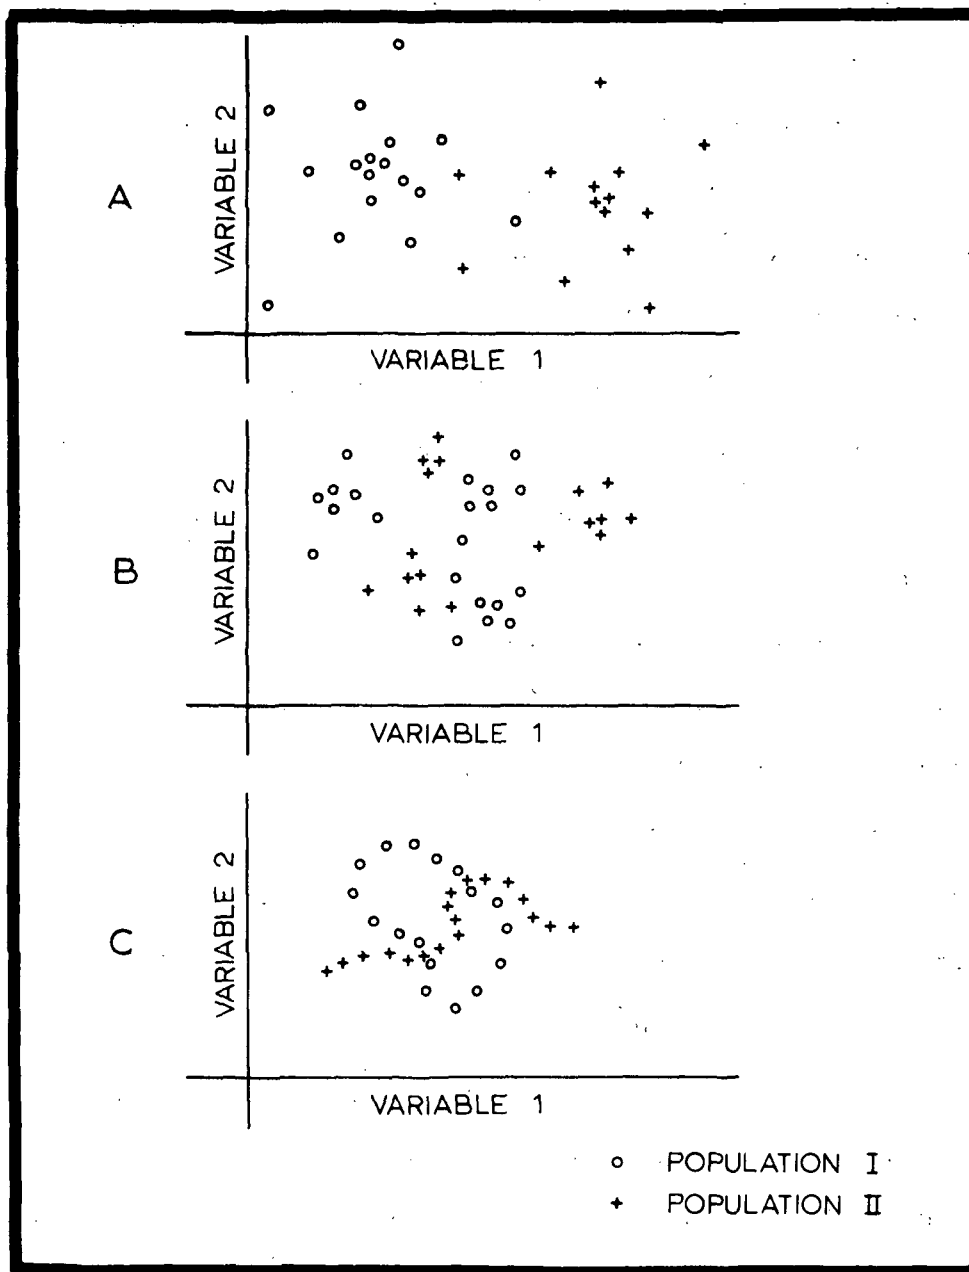 A
VARIABLE 2
VARIABLE 1
B
VARIABLE 2
VARIABLE 1
C
VARIABLE 2
VARIABLE 1
POPULATION I
POPULATION II